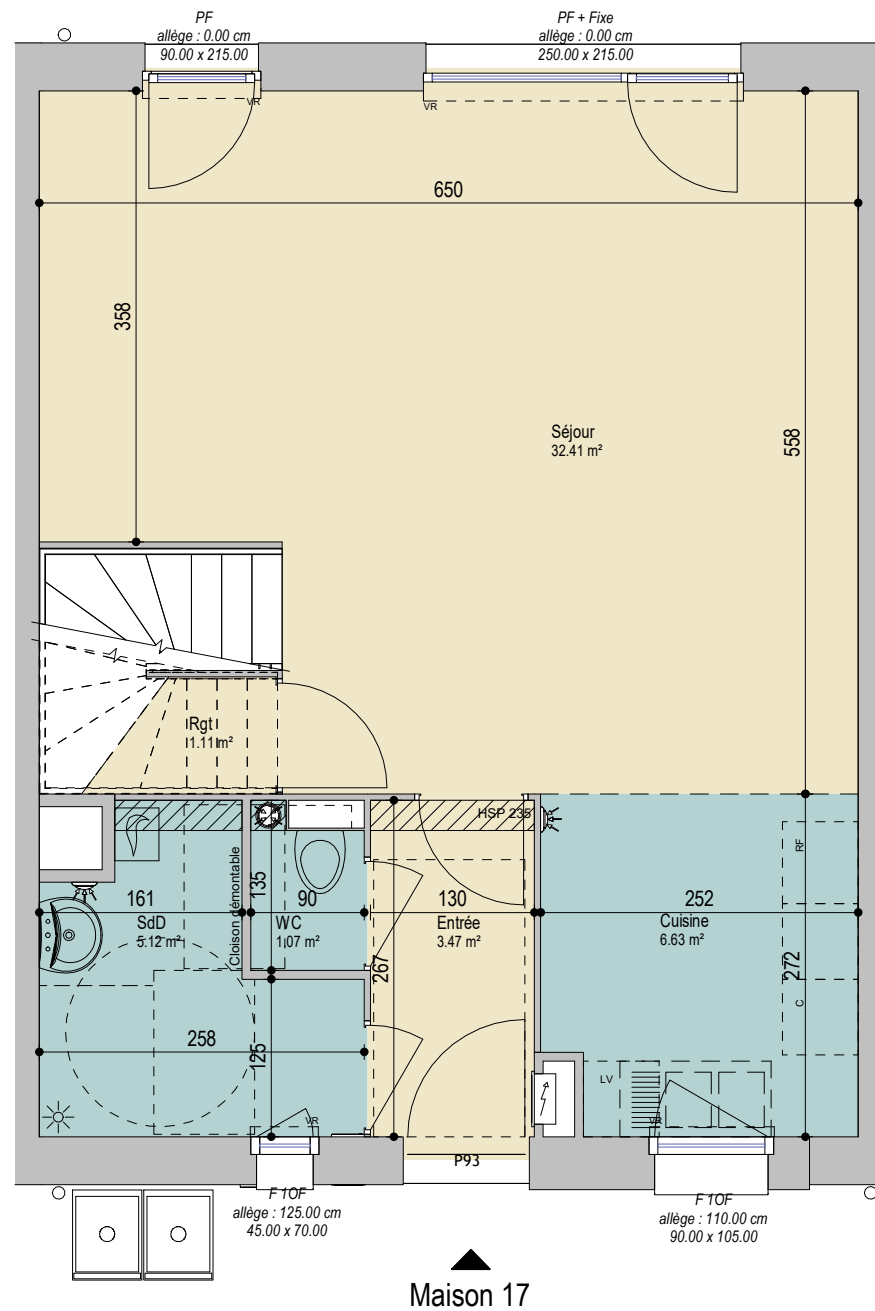 PF
allège : 0.00 cm
90.00 x 215.00
PF + Fixe
allège : 0.00 cm
250.00 x 215.00
VR
VR
650
358
558
Séjour
32.41 m²
Rgt
1.11 m²
HSP 235
RF
Cloison démontable
135
161
90
130
252
SdD
5.12 m²
WC
1.07 m²
Entrée
3.47 m²
Cuisine
6.63 m²
267
272
C
258
125
LV
VR
VR
P93
F 1OF
allège : 125.00 cm
45.00 x 70.00
F 1OF
allège : 110.00 cm
90.00 x 105.00
Maison 17